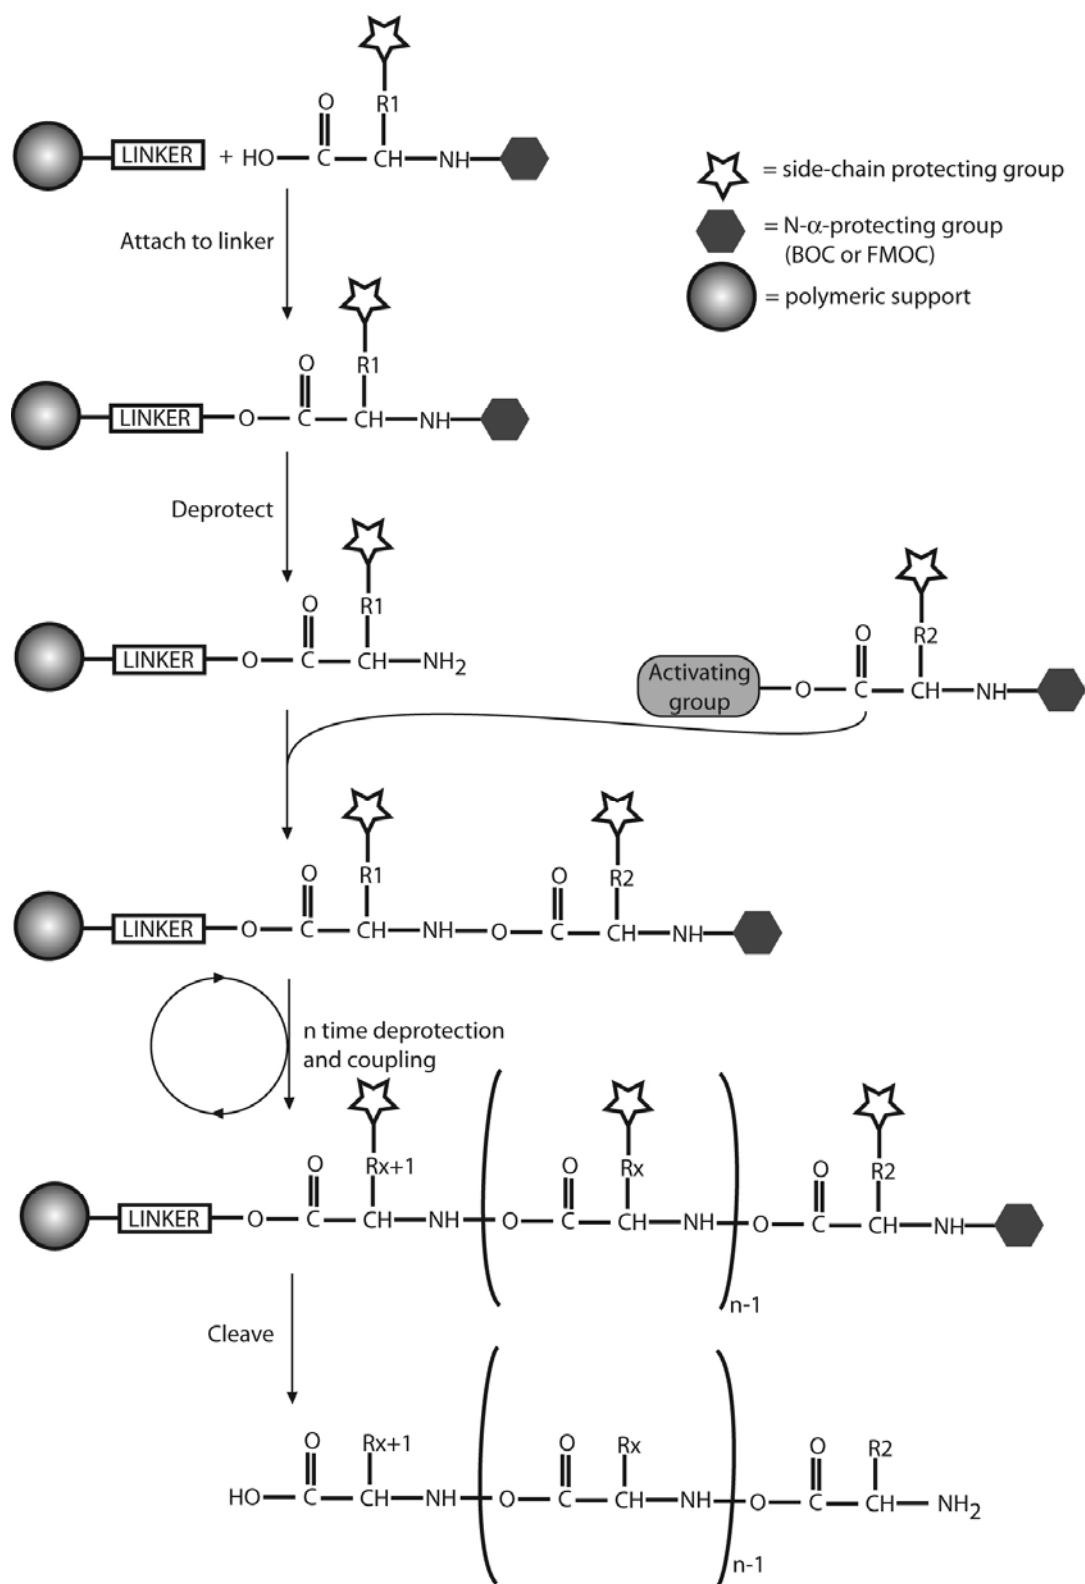 O
R1
LINKER + HO C CH NH
= side-chain protecting group
= N-α-protecting group
(BOC or FMOC)
= polymeric support
Attach to linker
O
R1
LINKER O C CH NH
Deprotect
O
R1
LINKER O C CH NH2
O
R2
Activating
group
O C CH NH
O
R1
O
R2
LINKER O C CH NH O C CH NH
n time deprotection
and coupling
O
Rx+1
O
Rx
O
R2
LINKER O C CH NH O C CH NH O C CH NH
n-1
Cleave
O
Rx+1
O
Rx
O
R2
HO C CH NH O C CH NH O C CH NH2
n-1